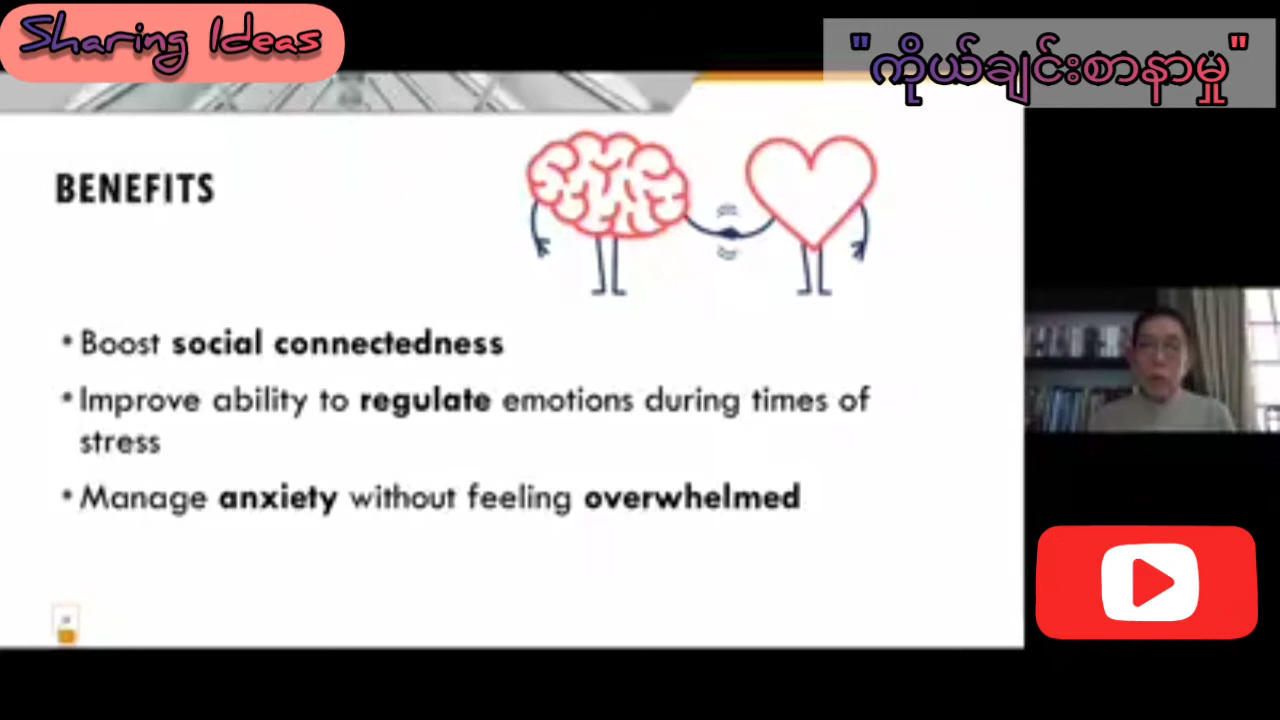 Sharing Ideas
"ကိုယ်ချင်းစာနာမှု"
BENEFITS
• Boost social connectedness
• Improve ability to regulate emotions during times of
stress
• Manage anxiety without feeling overwhelmed